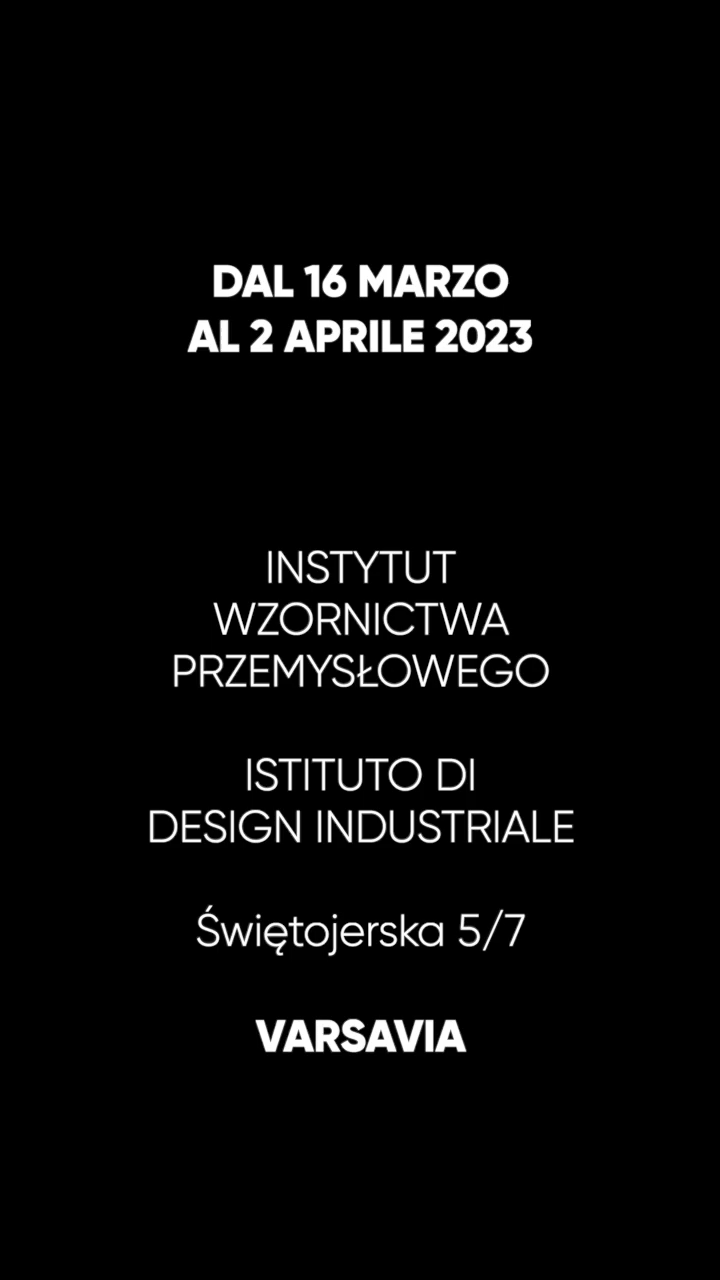 DAL 16 MARZO
AL 2 APRILE 2023
INSTYTUT
WZORNICTWA
PRZEMYSŁOWEGO
ISTITUTO DI
DESIGN INDUSTRIALE
Świętojerska 5/7
VARSAVIA